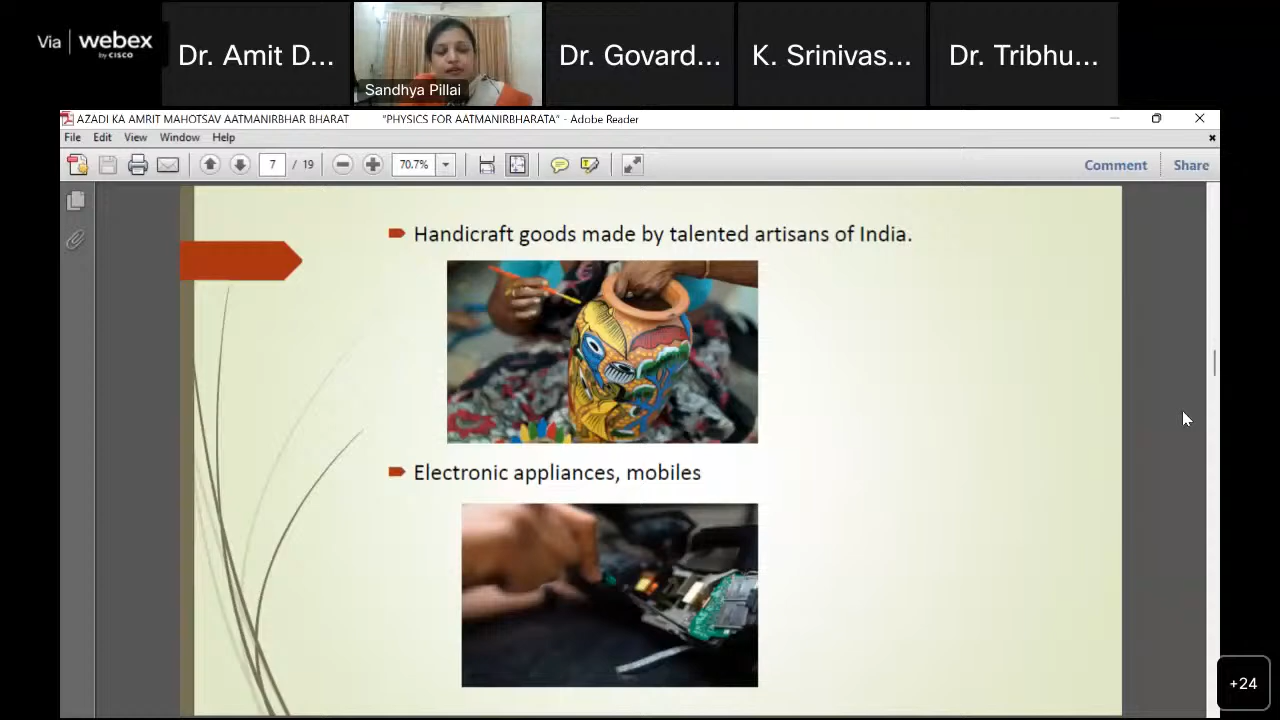 Via webex
by CISCO
Dr. Amit D...
Sandhya Pillai
Dr. Govard...
K. Srinivas...
Dr. Tribhu...
AZADI KA AMRIT MAHOTSAV AATMANIRBHAR BHARAT "PHYSICS FOR AATMANIRBHARATA" - Adobe Reader
File Edit View Window Help
7 / 19 70.7% Comment Share
Handicraft goods made by talented artisans of India.
Electronic appliances, mobiles
+24